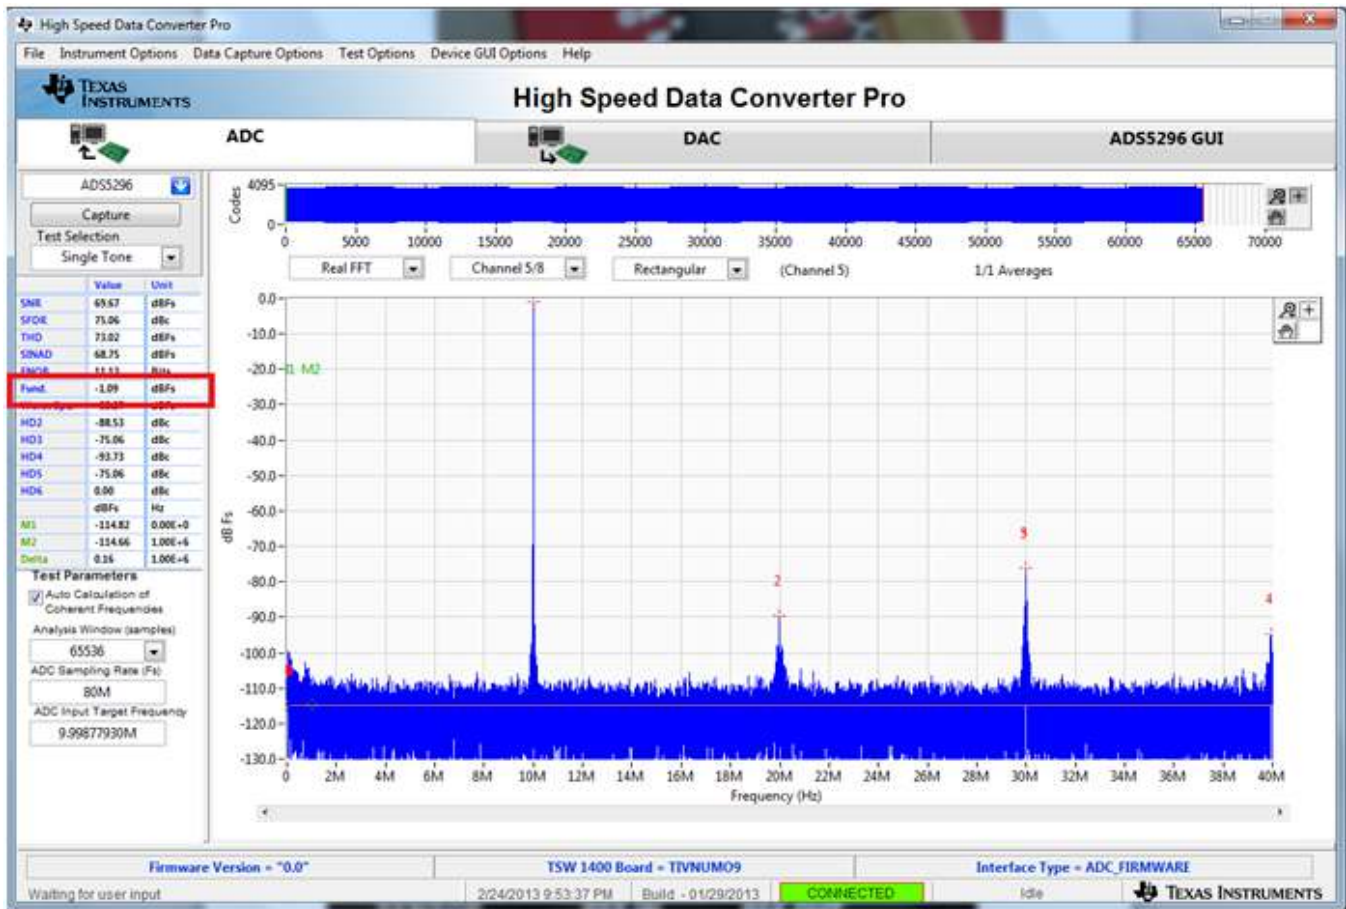 High Speed Data Converter Pro
File Instrument Options Data Capture Options Test Options Device GUI Options Help
TEXAS INSTRUMENTS
High Speed Data Converter Pro
ADC DAC ADS5296 GUI
ADS5296
Capture
Test Selection
Single Tone
Value Unit
SNR 69.67 dBFs
SFDR 75.06 dBc
THD 73.02 dBFs
SINAD 68.75 dBFs
ENOB 11.13 Bits
Fund. -1.09 dBFs
dBFs
HD2 -88.53 dBc
HD3 -75.06 dBc
HD4 -93.73 dBc
HD5 -75.06 dBc
HD6 0.00 dBc
dBFs Hz
M1 -114.82 0.00E+0
M2 -114.66 1.00E+6
Delta 0.16 1.00E+6
Test Parameters
Auto Calculation of
Coherent Frequencies
Analysis Window (samples)
65536
ADC Sampling Rate (Fs)
80M
ADC Input Target Frequency
9.99877930M
Codes
4095
0
0 5000 10000 15000 20000 25000 30000 35000 40000 45000 50000 55000 60000 65000 70000
Real FFT Channel 5/8 Rectangular (Channel 5) 1/1 Averages
dB Fs
0.0
-10.0
-20.0
M2
-30.0
-40.0
-50.0
-60.0
-70.0
-80.0
2
-90.0
4
-100.0
-110.0
-120.0
-130.0
0 2M 4M 6M 8M 10M 12M 14M 16M 18M 20M 22M 24M 26M 28M 30M 32M 34M 36M 38M 40M
Frequency (Hz)
Firmware Version = "0.0" TSW 1400 Board = TIVNUMO9 Interface Type = ADC_FIRMWARE
Waiting for user input 2/24/2013 9:53:37 PM Build - 01/29/2013 CONNECTED Idle TEXAS INSTRUMENTS